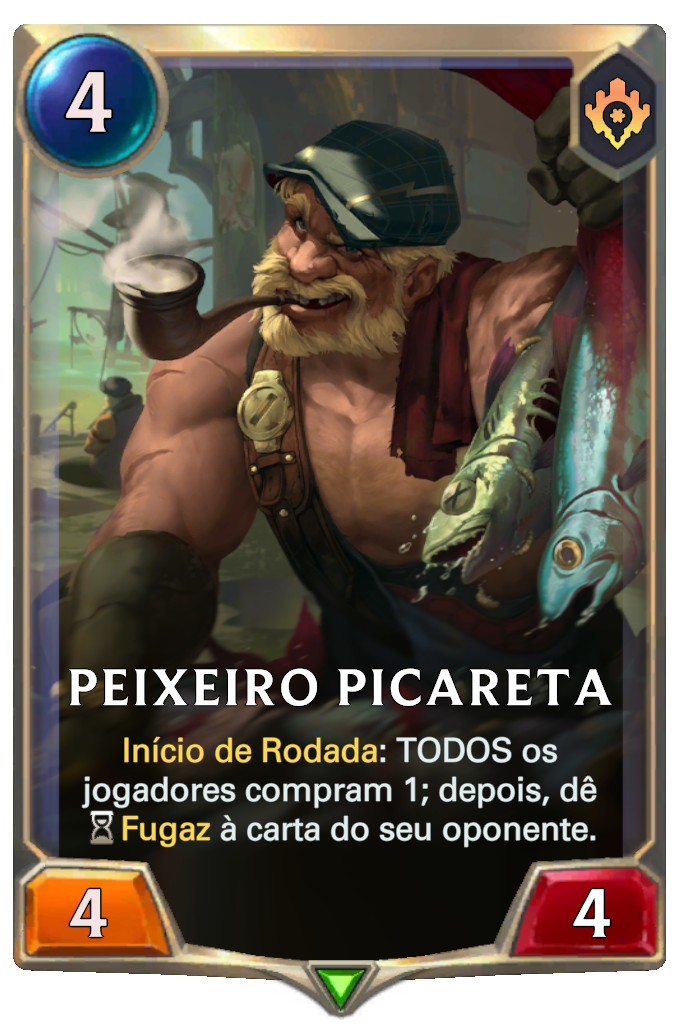 4
PEIXEIRO PICARETA
Início de Rodada: TODOS os
jogadores compram 1; depois, dê
Fugaz à carta do seu oponente.
4
4